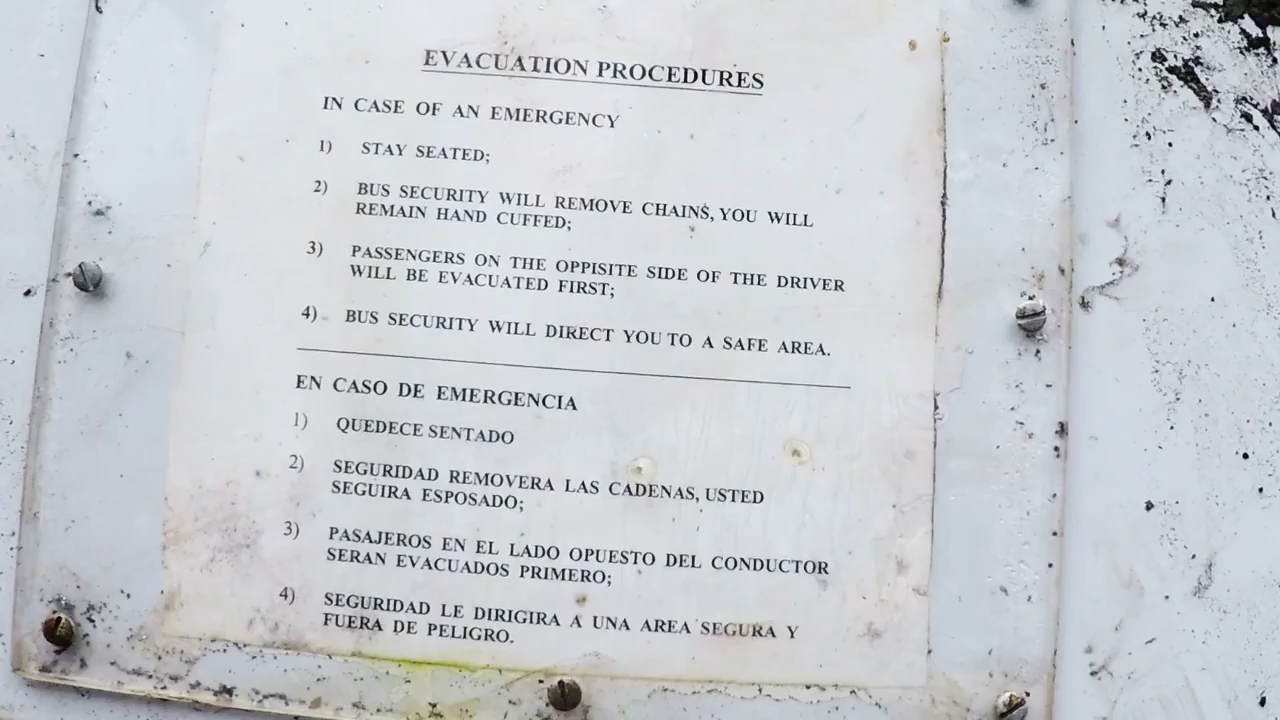 EVACUATION PROCEDURES
IN CASE OF AN EMERGENCY
1) STAY SEATED;
2) BUS SECURITY WILL REMOVE CHAINS, YOU WILL
REMAIN HAND CUFFED;
3) PASSENGERS ON THE OPPISITE SIDE OF THE DRIVER
WILL BE EVACUATED FIRST;
4) BUS SECURITY WILL DIRECT YOU TO A SAFE AREA.
EN CASO DE EMERGENCIA
1) QUEDECE SENTADO
2) SEGURIDAD REMOVERA LAS CADENAS, USTED
SEGUIRA ESPOSADO;
3) PASAJEROS EN EL LADO OPUESTO DEL CONDUCTOR
SERAN EVACUADOS PRIMERO;
4) SEGURIDAD LE DIRIGIRA A UNA AREA SEGURA Y
FUERA DE PELIGRO.